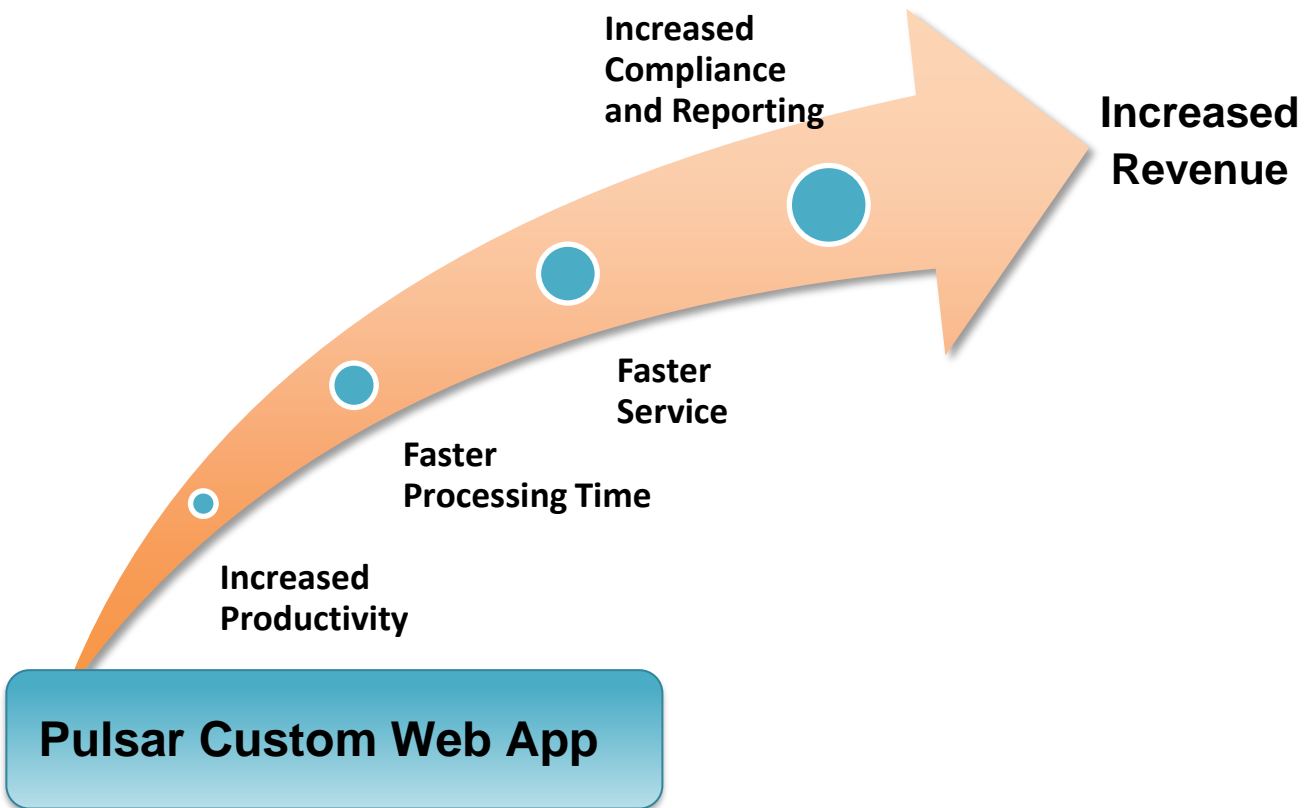 Increased
Compliance
and Reporting
Increased
Revenue
Faster
Service
Faster
Processing Time
Increased
Productivity
Pulsar Custom Web App